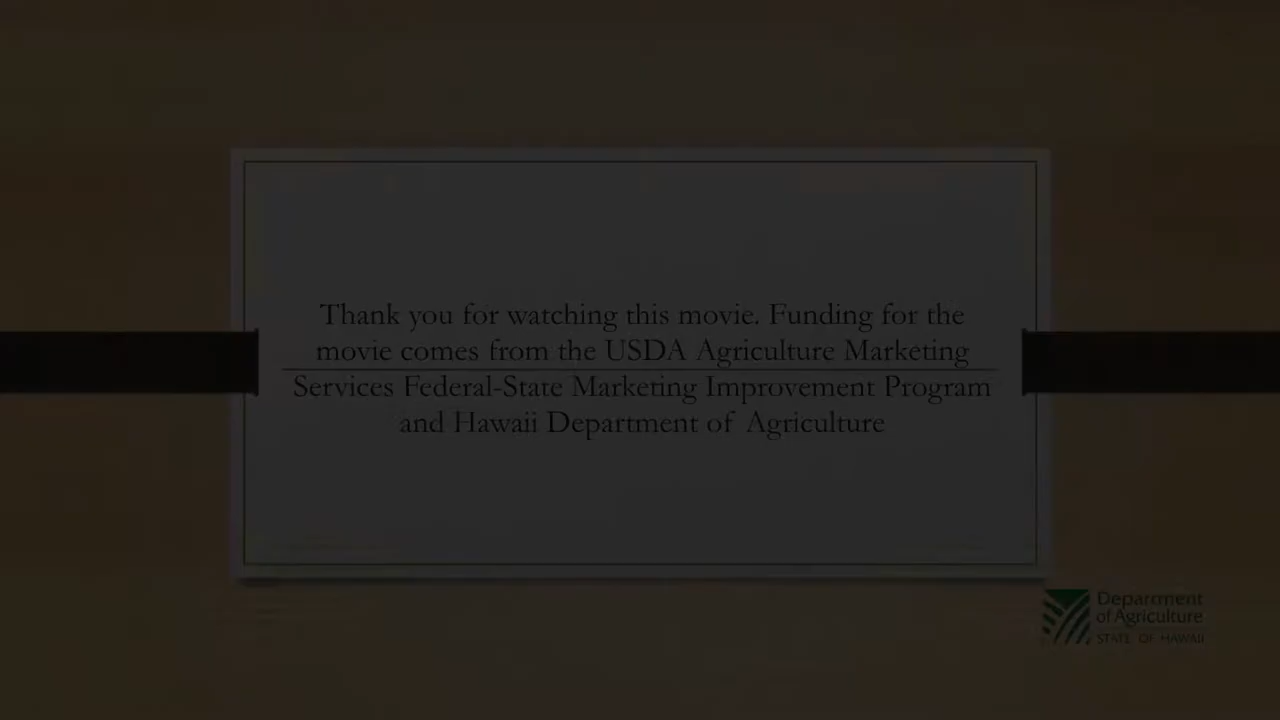 Thank you for watching this movie. Funding for the
movie comes from the USDA Agriculture Marketing
Services Federal-State Marketing Improvement Program
and Hawaii Department of Agriculture
Department
of Agriculture
STATE OF HAWAII